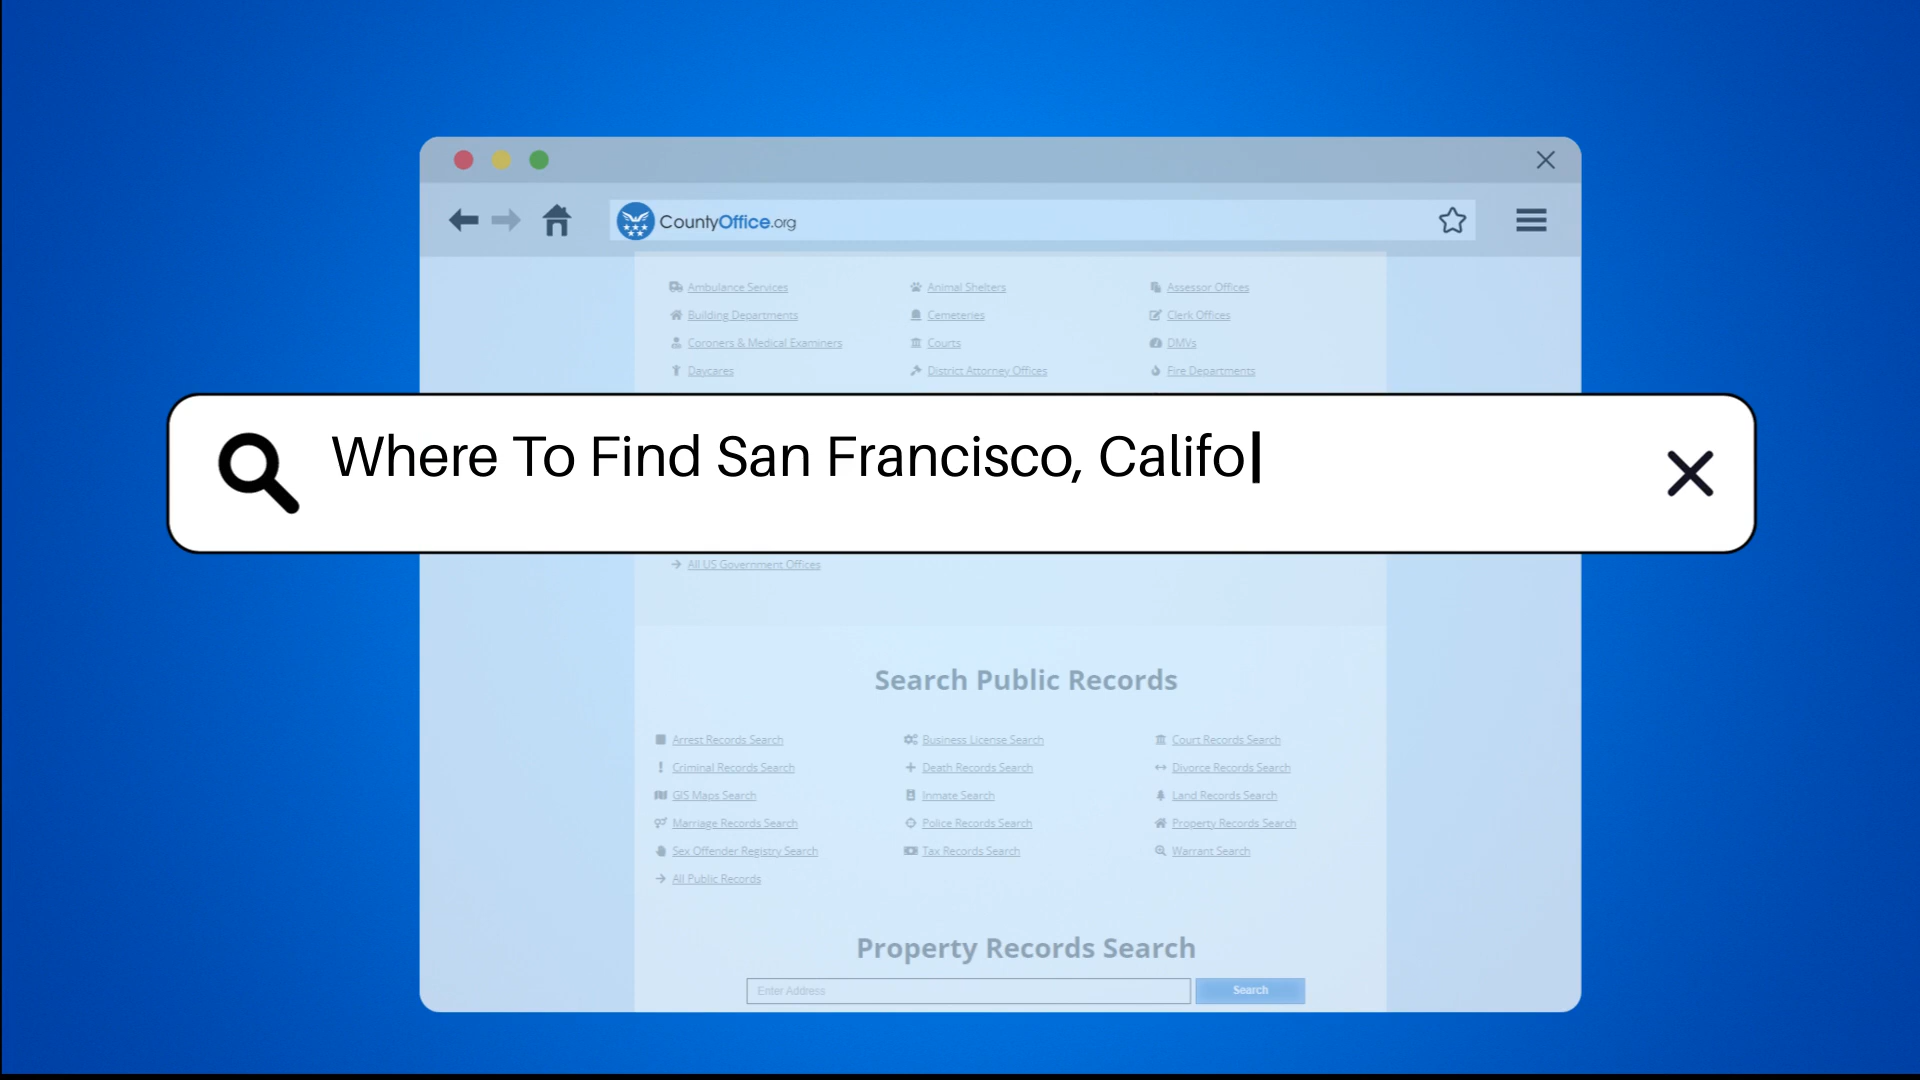 CountyOffice.org
Ambulance Services Animal Shelters Assessor Offices
Building Departments Cemeteries Clerk Offices
Coroners & Medical Examiners Courts DMVs
Daycares District Attorney Offices Fire Departments
Where To Find San Francisco, Califo
All US Government Offices
Search Public Records
Arrest Records Search Business License Search Court Records Search
Criminal Records Search Death Records Search Divorce Records Search
GIS Maps Search Inmate Search Land Records Search
Marriage Records Search Police Records Search Property Records Search
Sex Offender Registry Search Tax Records Search Warrant Search
All Public Records
Property Records Search
Enter Address Search